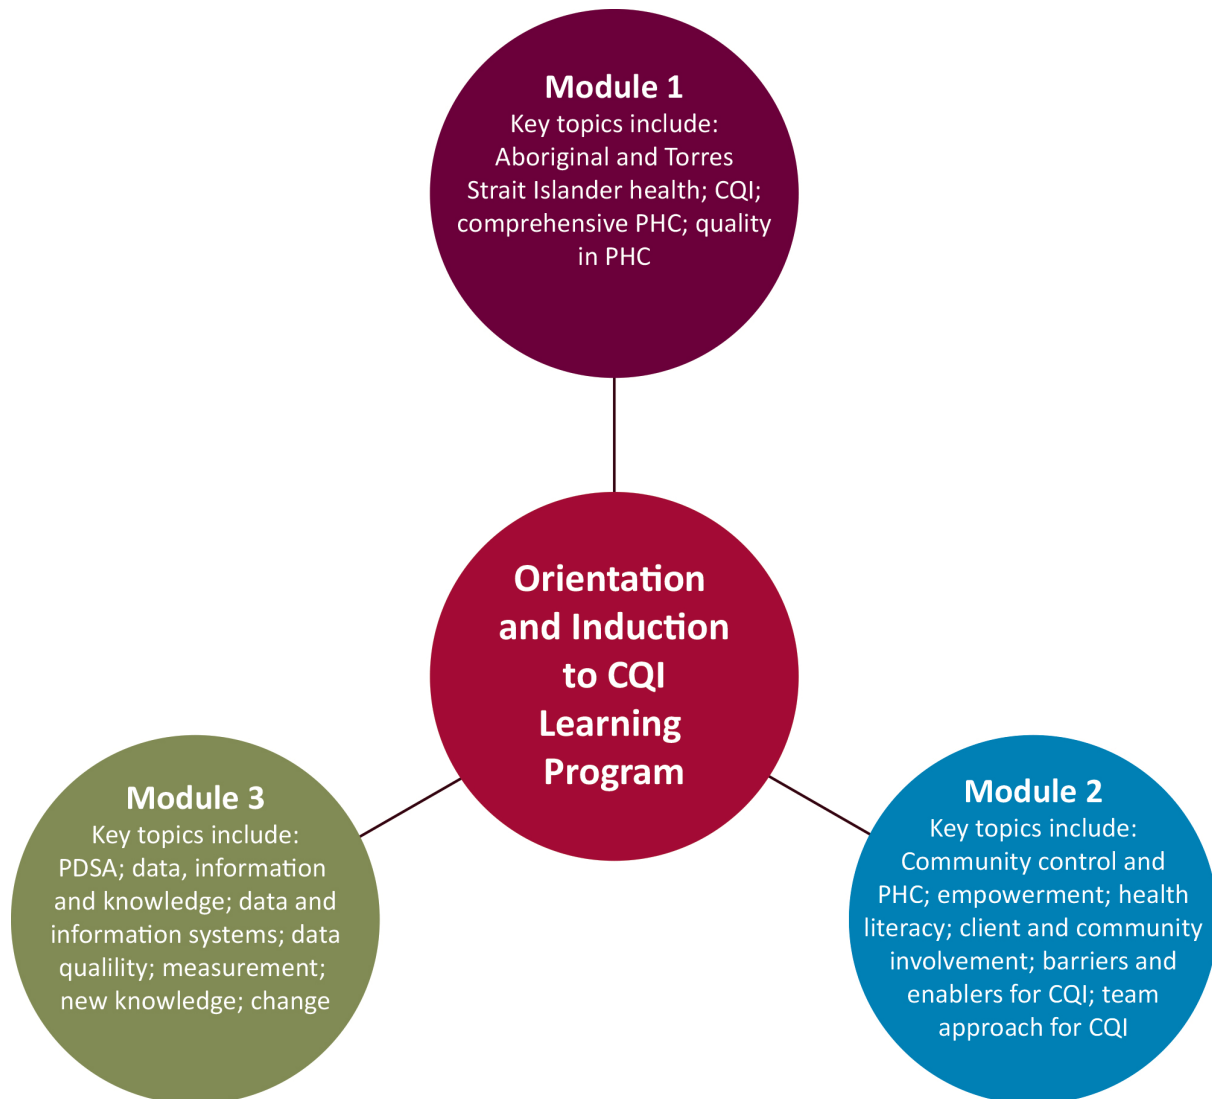 Module 1
Key topics include:
Aboriginal and Torres
Strait Islander health; CQI;
comprehensive PHC; quality
in PHC
Orientation
and Induction
to CQI
Learning
Program
Module 3
Key topics include:
PDSA; data, information
and knowledge; data and
information systems; data
qualility; measurement;
new knowledge; change
Module 2
Key topics include:
Community control and
PHC; empowerment; health
literacy; client and community
involvement; barriers and
enablers for CQI; team
approach for CQI